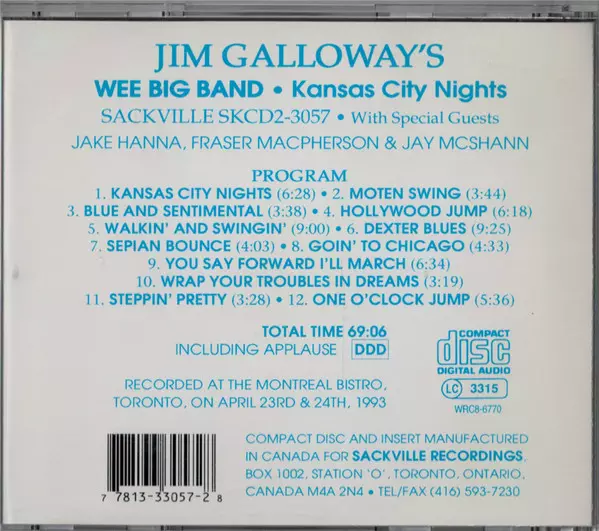 JIM GALLOWAY'S
WEE BIG BAND • Kansas City Nights
SACKVILLE SKCD2-3057 • With Special Guests
JAKE HANNA, FRASER MACPHERSON & JAY MCSHANN
PROGRAM
1. KANSAS CITY NIGHTS (6:28) • 2. MOTEN SWING (3:44)
3. BLUE AND SENTIMENTAL (3:38) • 4. HOLLYWOOD JUMP (6:18)
5. WALKIN' AND SWINGIN' (9:00) • 6. DEXTER BLUES (9:25)
7. SEPIAN BOUNCE (4:03) • 8. GOIN' TO CHICAGO (4:33)
9. YOU SAY FORWARD I'LL MARCH (6:34)
10. WRAP YOUR TROUBLES IN DREAMS (3:19)
11. STEPPIN' PRETTY (3:28) • 12. ONE O'CLOCK JUMP (5:36)
TOTAL TIME 69:06
INCLUDING APPLAUSE DDD
COMPACT
disc
DIGITAL AUDIO
LC 3315
WRC8-6770
RECORDED AT THE MONTREAL BISTRO,
TORONTO, ON APRIL 23RD & 24TH, 1993
7 78133-33057-2 8
COMPACT DISC AND INSERT MANUFACTURED
IN CANADA FOR SACKVILLE RECORDINGS.
BOX 1002, STATION 'O', TORONTO, ONTARIO,
CANADA M4A 2N4 • TEL/FAX (416) 593-7230